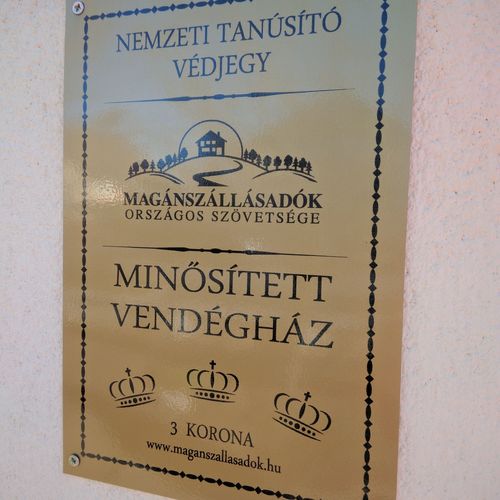 NEMZETI TANÚSÍTÓ
VÉDJEGY
MAGÁNSZÁLLÁSADÓK
ORSZÁGOS SZÖVETSÉGE
MINŐSÍTETT
VENDÉGHÁZ
3 KORONA
www.maganszallasadok.hu